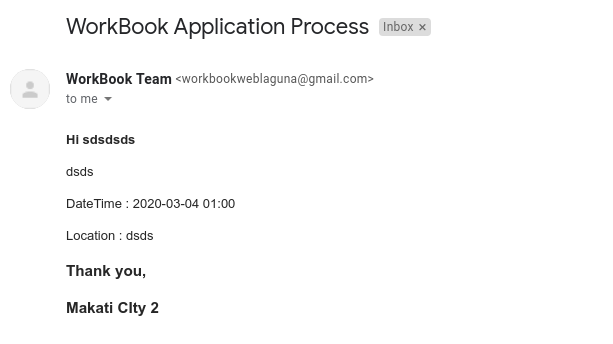 WorkBook Application Process Inbox ×
WorkBook Team <workbookweblaguna@gmail.com>
to me
Hi sdsdsds
dsds
DateTime : 2020-03-04 01:00
Location : dsds
Thank you,
Makati CIty 2